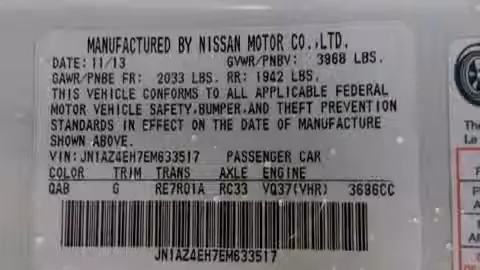 MANUFACTURED BY NISSAN MOTOR CO.,LTD.
DATE: 11/13 GVWR/PNBV: 3968 LBS.
GAWR/PNBE FR: 2033 LBS. RR: 1942 LBS.
THIS VEHICLE CONFORMS TO ALL APPLICABLE FEDERAL
MOTOR VEHICLE SAFETY,BUMPER,AND THEFT PREVENTION
STANDARDS IN EFFECT ON THE DATE OF MANUFACTURE
SHOWN ABOVE.
VIN: JN1AZ4EH7EM633517 PASSENGER CAR
COLOR TRIM TRANS AXLE ENGINE
QAB G RE7R01A RC33 VQ37(VHR) 3696CC
JN1AZ4EH7EM633517
The
La